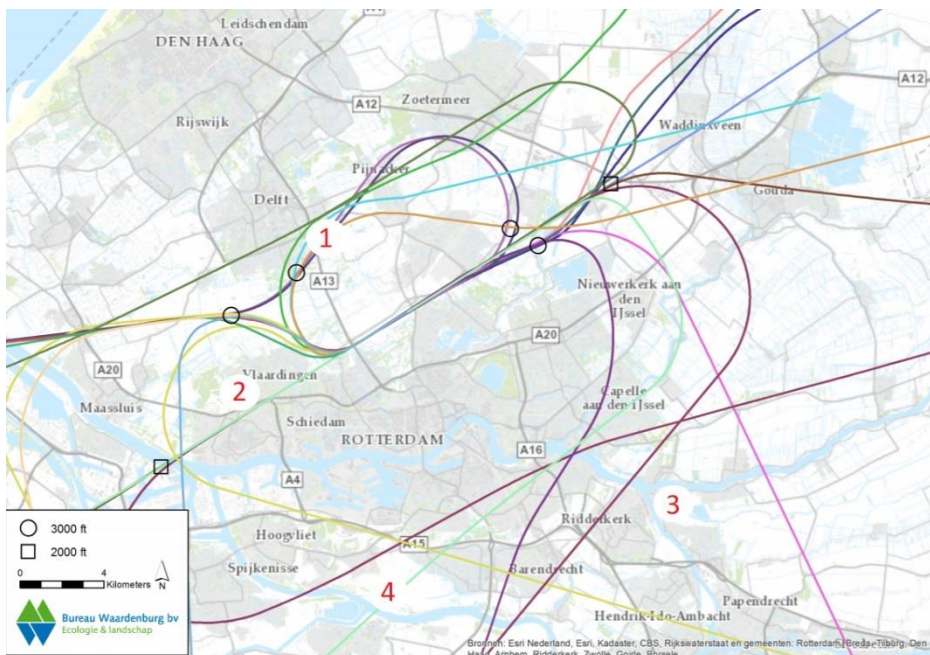 Leidschendam
A4
DEN HAAG
A12
Zoetermeer
A12
Rijswijk
Waddinxveen
Pijnacker
Delft
Gouda
1
A13
Nieuwerkerk aan
den
IJssel
A20
A20
Vlaardingen
2
Maassluis
Capelle
aan den IJssel
Schiedam
ROTTERDAM
A16
A4
3
3000 ft
2000 ft
0 4
Kilometers
N
Hoogvliet
Ridderkerk
A15
Spijkenisse
Barendrecht
4
Papendrecht
Hendrik-Ido-Ambacht
Bureau Waardenburg bv
Ecologie & landschap
Bronnen: Esri Nederland, Esri, Kadaster, CBS, Rijkswaterstaat en gemeenten: Rotterdam, Breda, Tilburg, Den
Haag, Arnhem, Ridderkerk, Zwolle, Goirle, Borsele